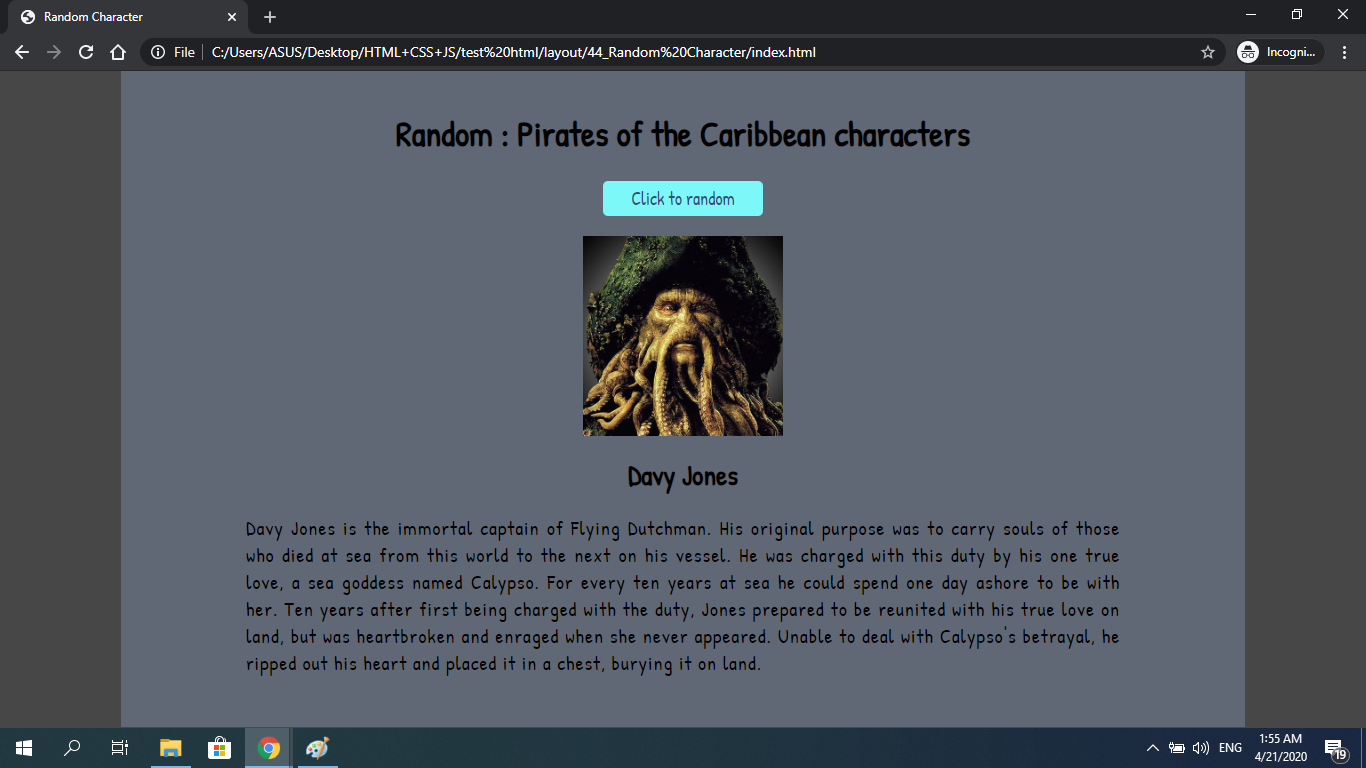 Random Character
File
C:/Users/ASUS/Desktop/HTML+CSS+JS/test%20html/layout/44_Random%20Character/index.html
Incogni...
Random : Pirates of the Caribbean characters
Click to random
Davy Jones
Davy Jones is the immortal captain of Flying Dutchman. His original purpose was to carry souls of those
who died at sea from this world to the next on his vessel. He was charged with this duty by his one true
love, a sea goddess named Calypso. For every ten years at sea he could spend one day ashore to be with
her. Ten years after first being charged with the duty, Jones prepared to be reunited with his true love on
land, but was heartbroken and enraged when she never appeared. Unable to deal with Calypso's betrayal, he
ripped out his heart and placed it in a chest, burying it on land.
ENG
1:55 AM
4/21/2020
19